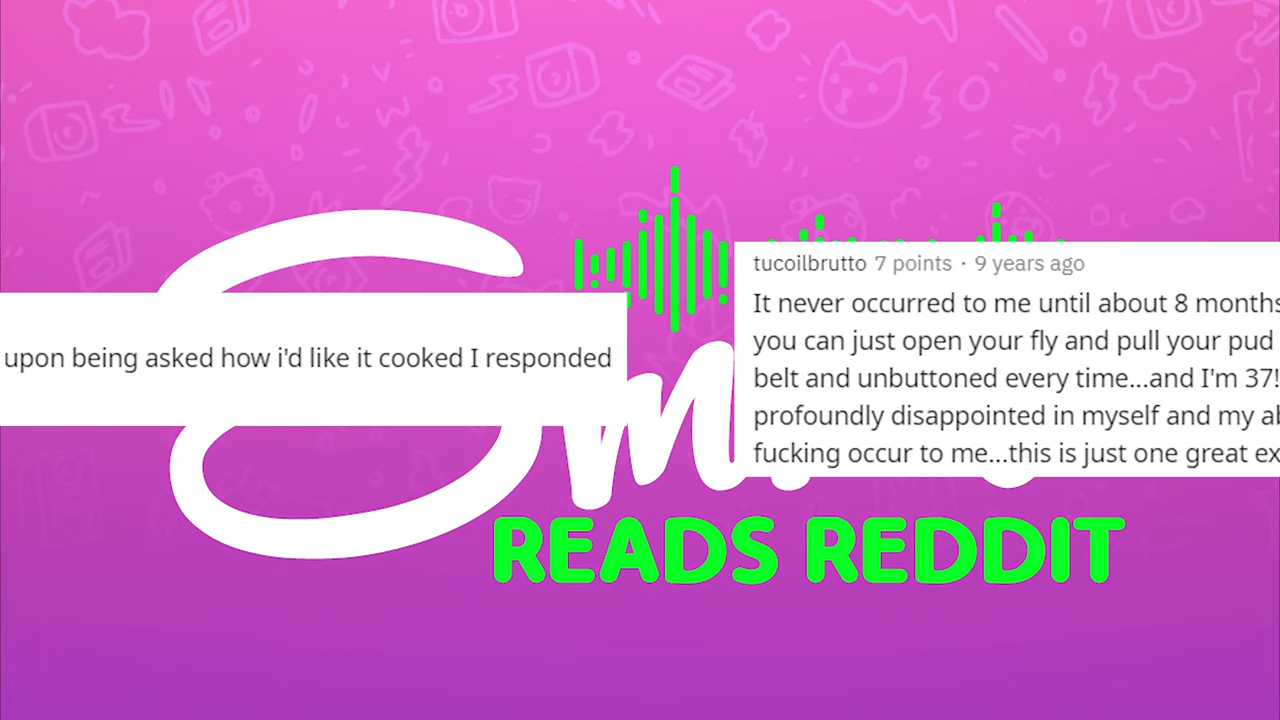 upon being asked how i'd like it cooked I responded
tucoilbrutto 7 points · 9 years ago
It never occurred to me until about 8 months
you can just open your fly and pull your pud
belt and unbuttoned every time...and I'm 37!
profoundly disappointed in myself and my
fucking occur to me...this is just one great
READS REDDIT